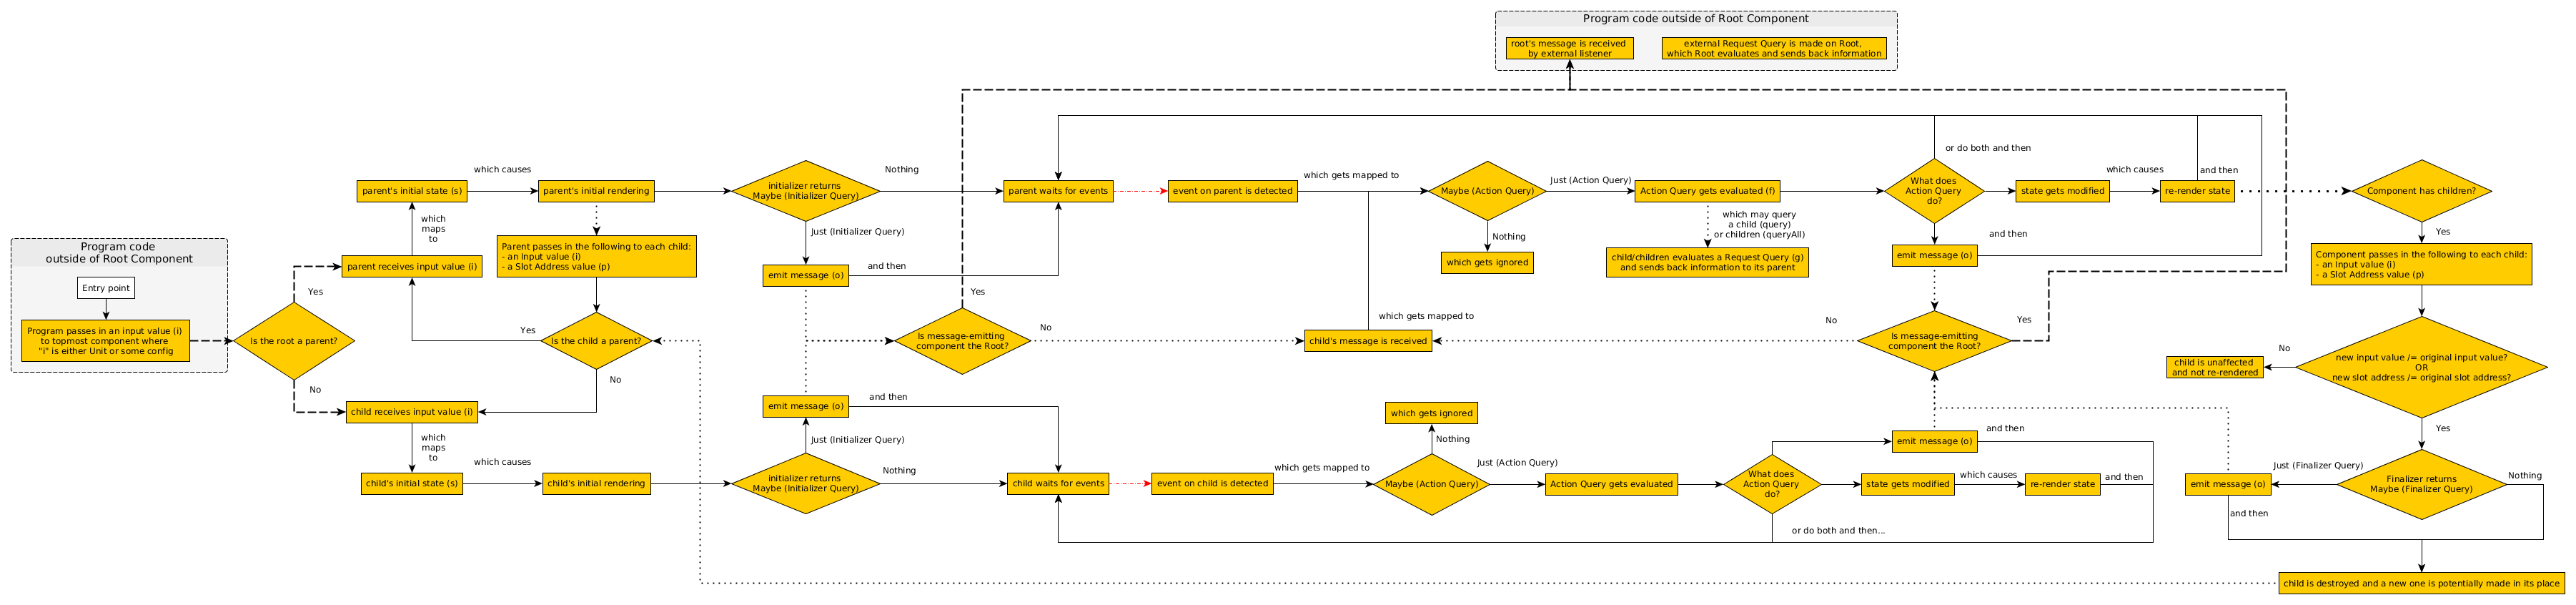 Program code outside of Root Component
root's message is received
by external listener
external Request Query is made on Root,
which Root evaluates and sends back information
or do both and then
parent's initial state (s)
which causes
parent's initial rendering
initializer returns
Maybe (Initializer Query)
Nothing
parent waits for events
event on parent is detected
which gets mapped to
Maybe (Action Query)
Just (Action Query)
Action Query gets evaluated (f)
What does
Action Query
do?
state gets modified
which causes
re-render state
and then
Component has children?
which
maps
to
Just (Initializer Query)
which may query
a child (query)
or children (queryAll)
Nothing
and then
Yes
Program code
outside of Root Component
Entry point
Program passes in an input value (i)
to topmost component where
"i" is either Unit or some config
parent receives input value (i)
Parent passes in the following to each child:
- an Input value (i)
- a Slot Address value (p)
emit message (o)
and then
which gets ignored
child/children evaluates a Request Query (g)
and sends back information to its parent
emit message (o)
Component passes in the following to each child:
- an Input value (i)
- a Slot Address value (p)
Yes
Is the root a parent?
No
Yes
Is the child a parent?
No
Yes
Is message-emitting
component the Root?
No
which gets mapped to
child's message is received
No
Is message-emitting
component the Root?
Yes
No
child is unaffected
and not re-rendered
new input value /= original input value?
OR
new slot address /= original slot address?
Yes
child receives input value (i)
which
maps
to
emit message (o)
and then
Just (Initializer Query)
which gets ignored
Nothing
emit message (o)
and then
child's initial state (s)
which causes
child's initial rendering
initializer returns
Maybe (Initializer Query)
Nothing
child waits for events
event on child is detected
which gets mapped to
Maybe (Action Query)
Just (Action Query)
Action Query gets evaluated
What does
Action Query
do?
state gets modified
which causes
re-render state
and then
or do both and then...
emit message (o)
Just (Finalizer Query)
Finalizer returns
Maybe (Finalizer Query)
Nothing
and then
child is destroyed and a new one is potentially made in its place